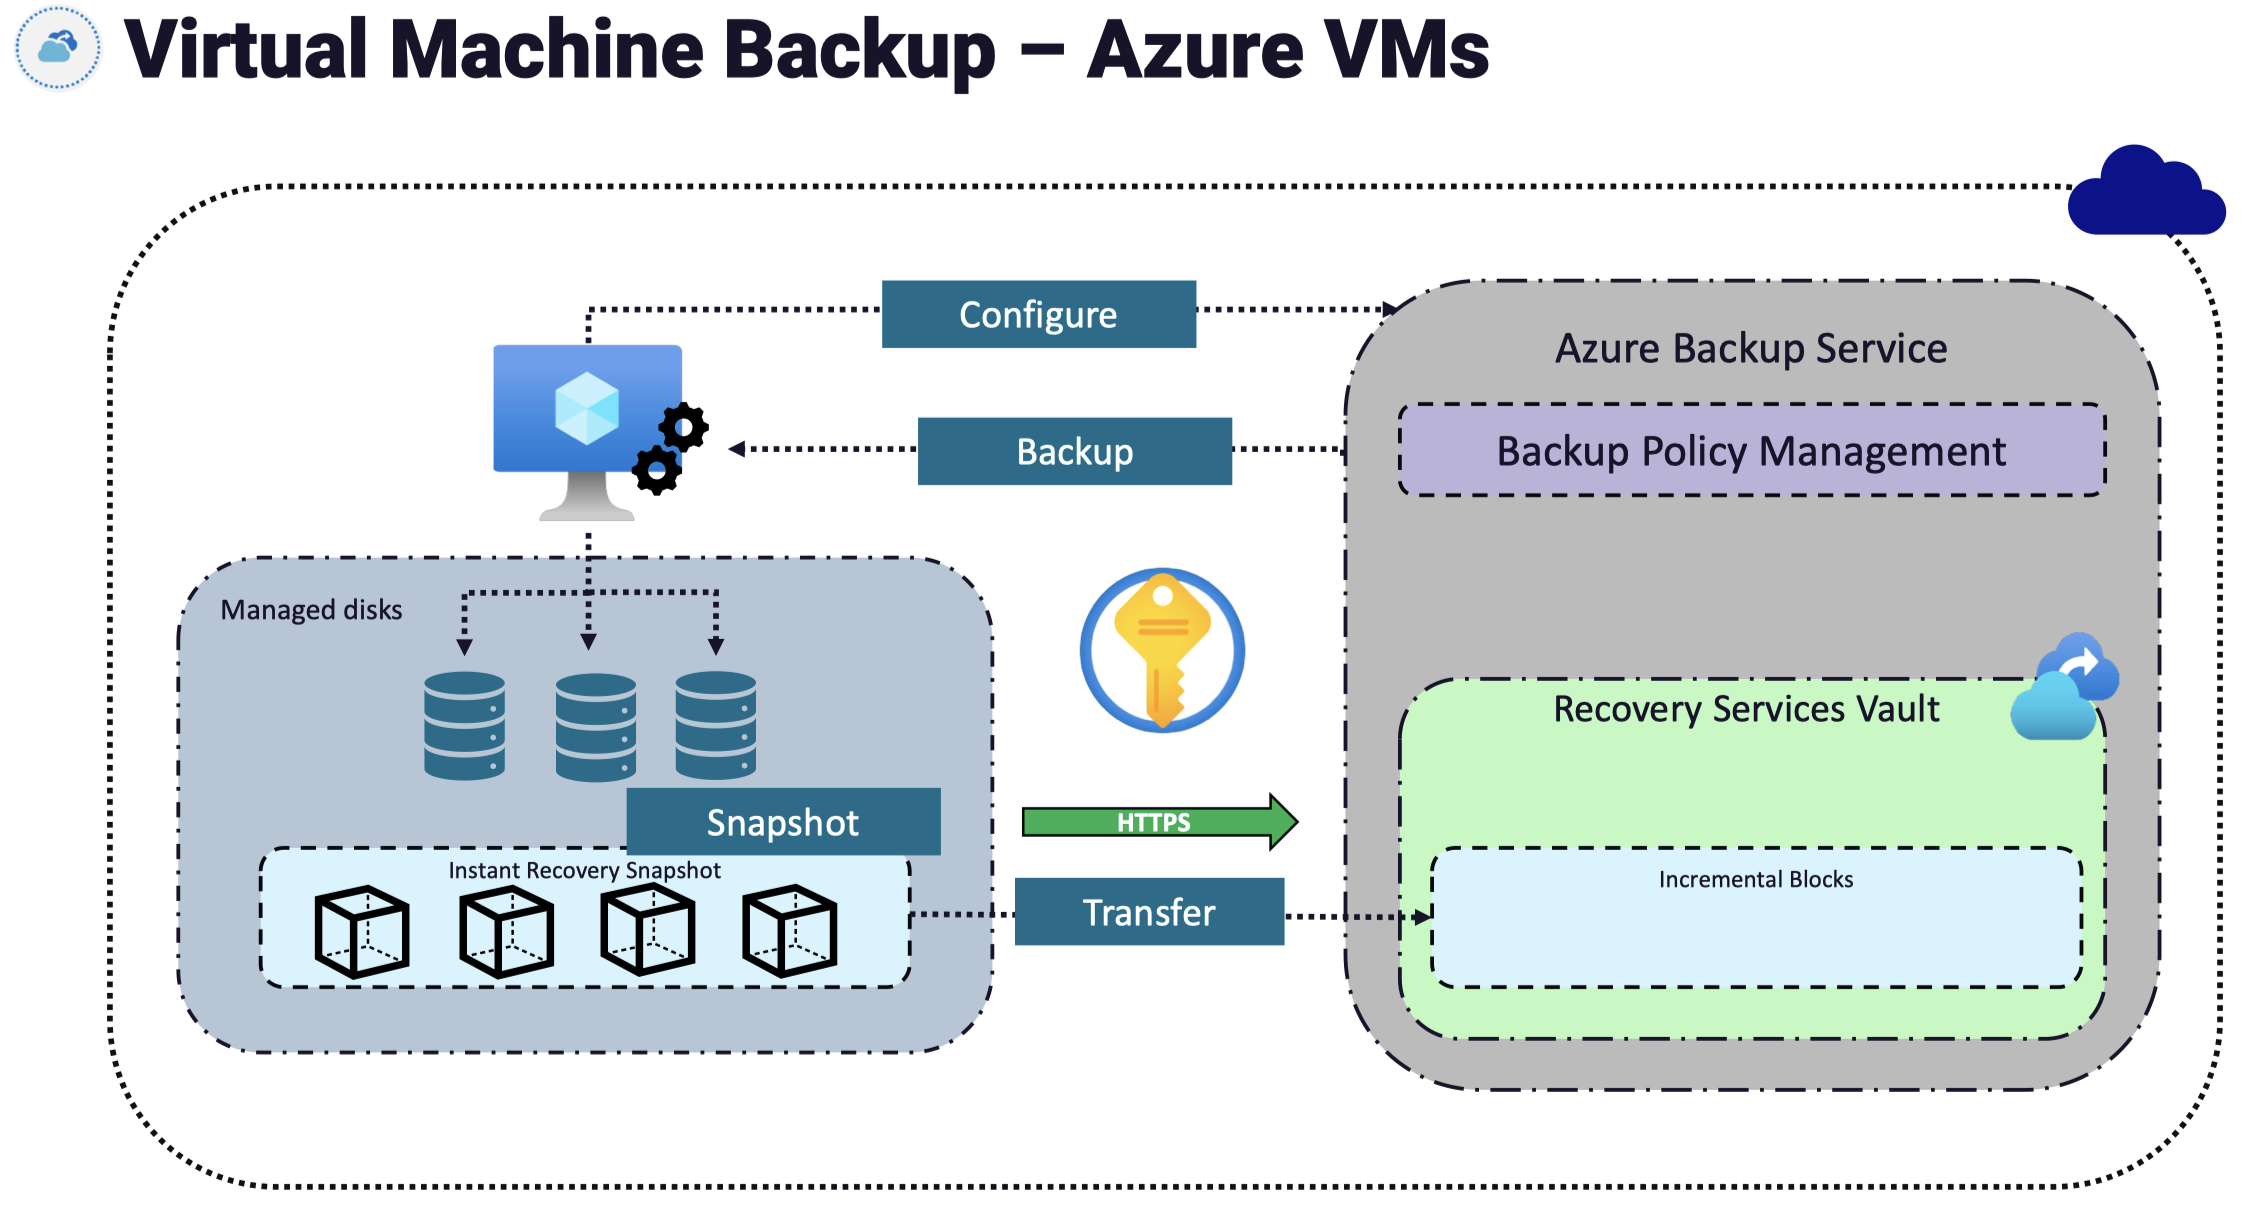 Virtual Machine Backup – Azure VMs
Configure
Azure Backup Service
Backup
Backup Policy Management
Managed disks
Recovery Services Vault
Snapshot
HTTPS
Instant Recovery Snapshot
Incremental Blocks
Transfer